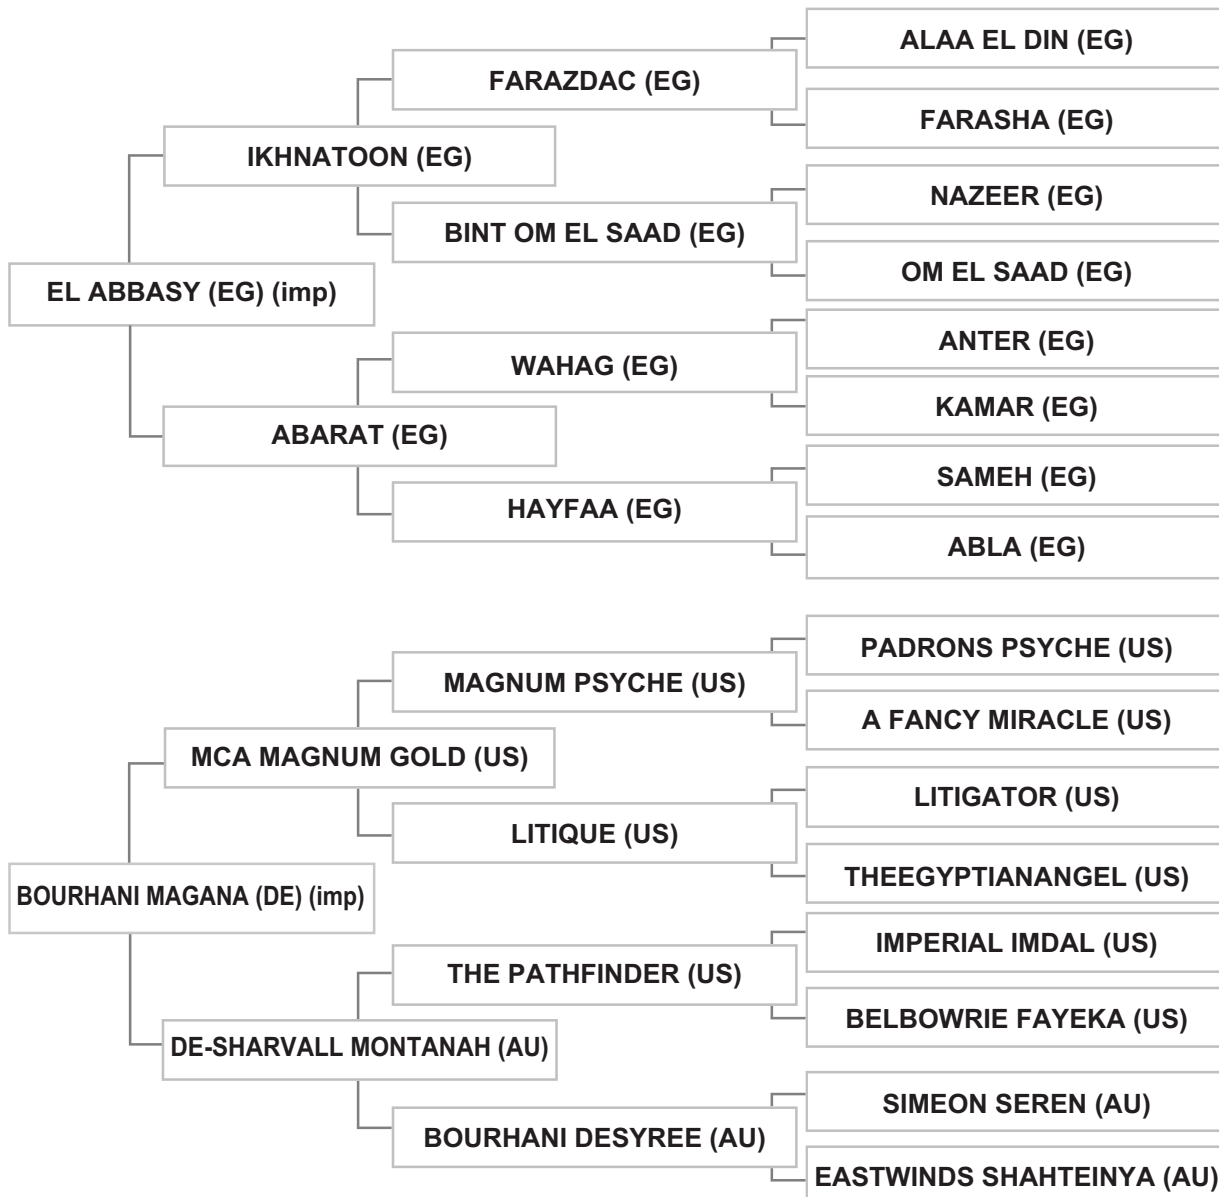 ALAA EL DIN (EG)
FARAZDAC (EG)
FARASHA (EG)
IKHNATOON (EG)
NAZEER (EG)
BINT OM EL SAAD (EG)
OM EL SAAD (EG)
EL ABBASY (EG) (imp)
ANTER (EG)
WAHAG (EG)
KAMAR (EG)
ABARAT (EG)
SAMEH (EG)
HAYFAA (EG)
ABLA (EG)
PADRONS PSYCHE (US)
MAGNUM PSYCHE (US)
A FANCY MIRACLE (US)
MCA MAGNUM GOLD (US)
LITIGATOR (US)
LITIQUE (US)
THEEGYPTIANANGEL (US)
BOURHANI MAGANA (DE) (imp)
IMPERIAL IMDAL (US)
THE PATHFINDER (US)
BELBOWRIE FAYEKA (US)
DE-SHARVALL MONTANAH (AU)
SIMEON SEREN (AU)
BOURHANI DESYREE (AU)
EASTWINDS SHAHTEINYA (AU)